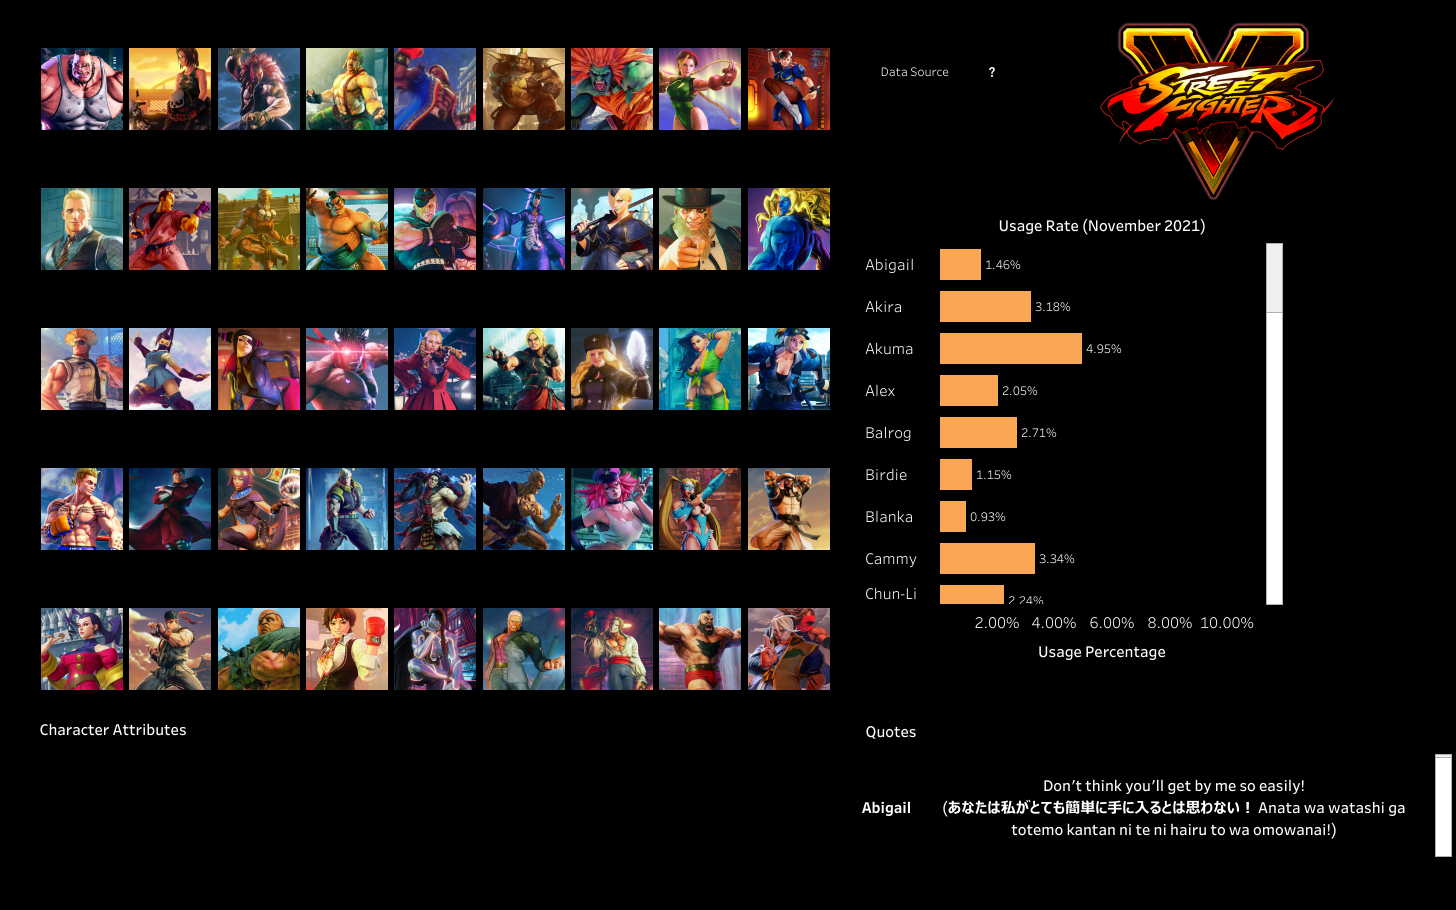 Data Source ?
STREET
FIGHTER
V
Usage Rate (November 2021)
Abigail 1.46%
Akira 3.18%
Akuma 4.95%
Alex 2.05%
Balrog 2.71%
Birdie 1.15%
Blanka 0.93%
Cammy 3.34%
Chun-Li 2.24%
2.00% 4.00% 6.00% 8.00% 10.00%
Usage Percentage
Character Attributes
Quotes
Don't think you'll get by me so easily!
Abigail (あなたは私がとても簡単に手に入るとは思わない！ Anata wa watashi ga
totemo kantan ni te ni hairu to wa omowanai!)